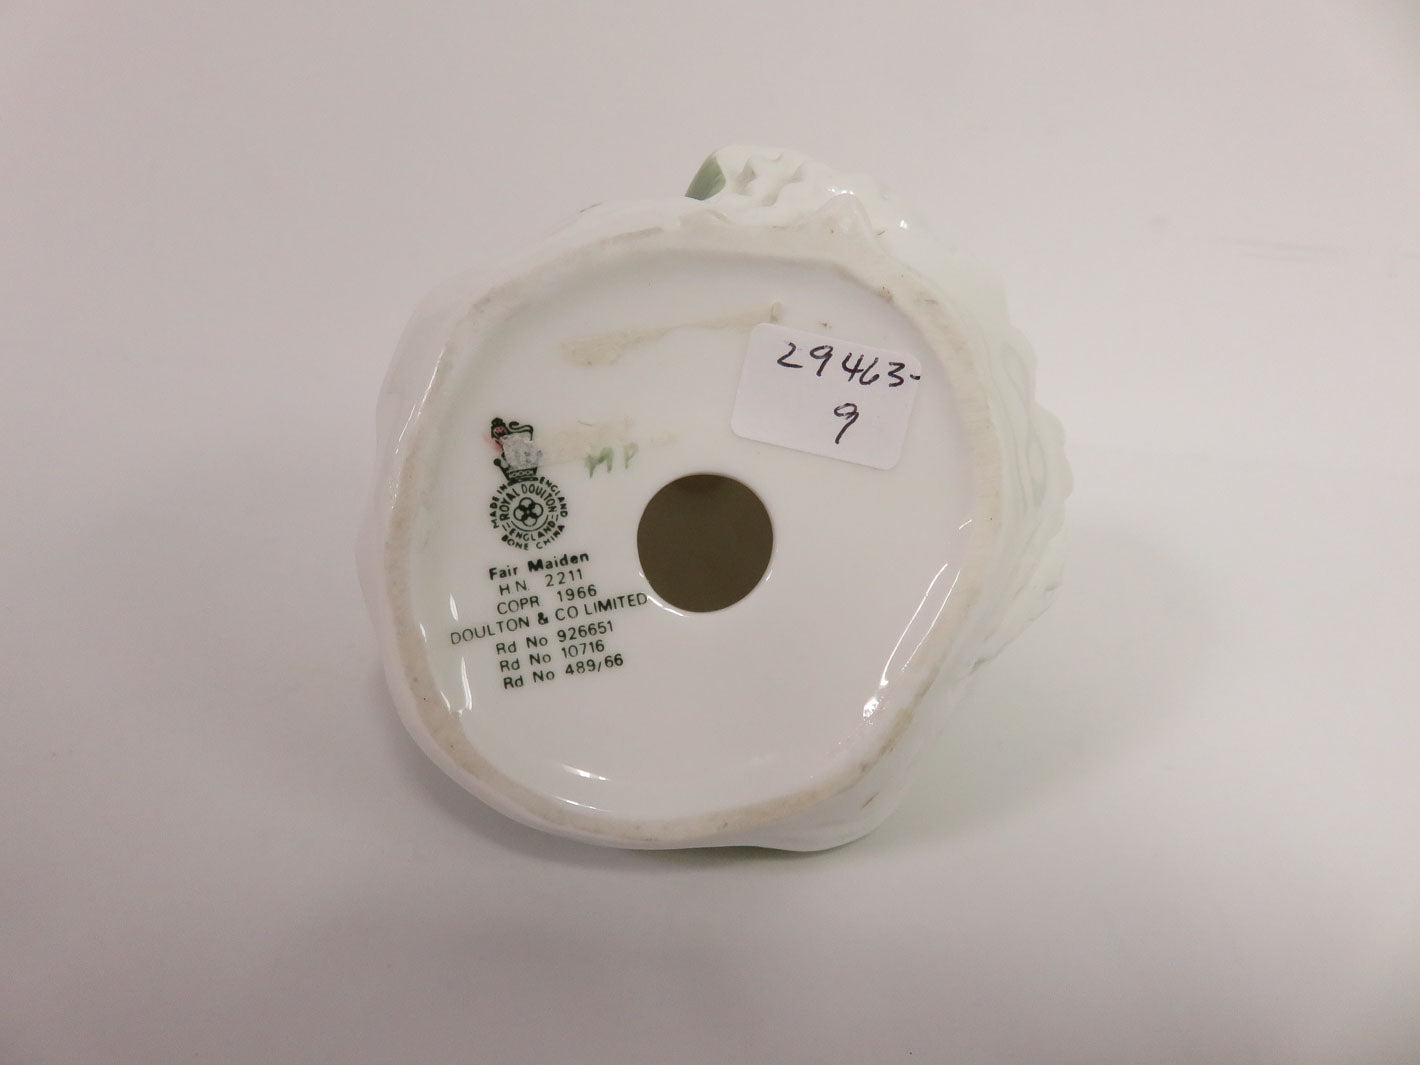 29463-
9
MP
MADE IN ENGLAND
ROYAL DOULTON
ENGLAND
BONE CHINA
Fair Maiden
H.N. 2211
COPR 1966
DOULTON & CO LIMITED
Rd No 926651
Rd No 10716
Rd No 489/66